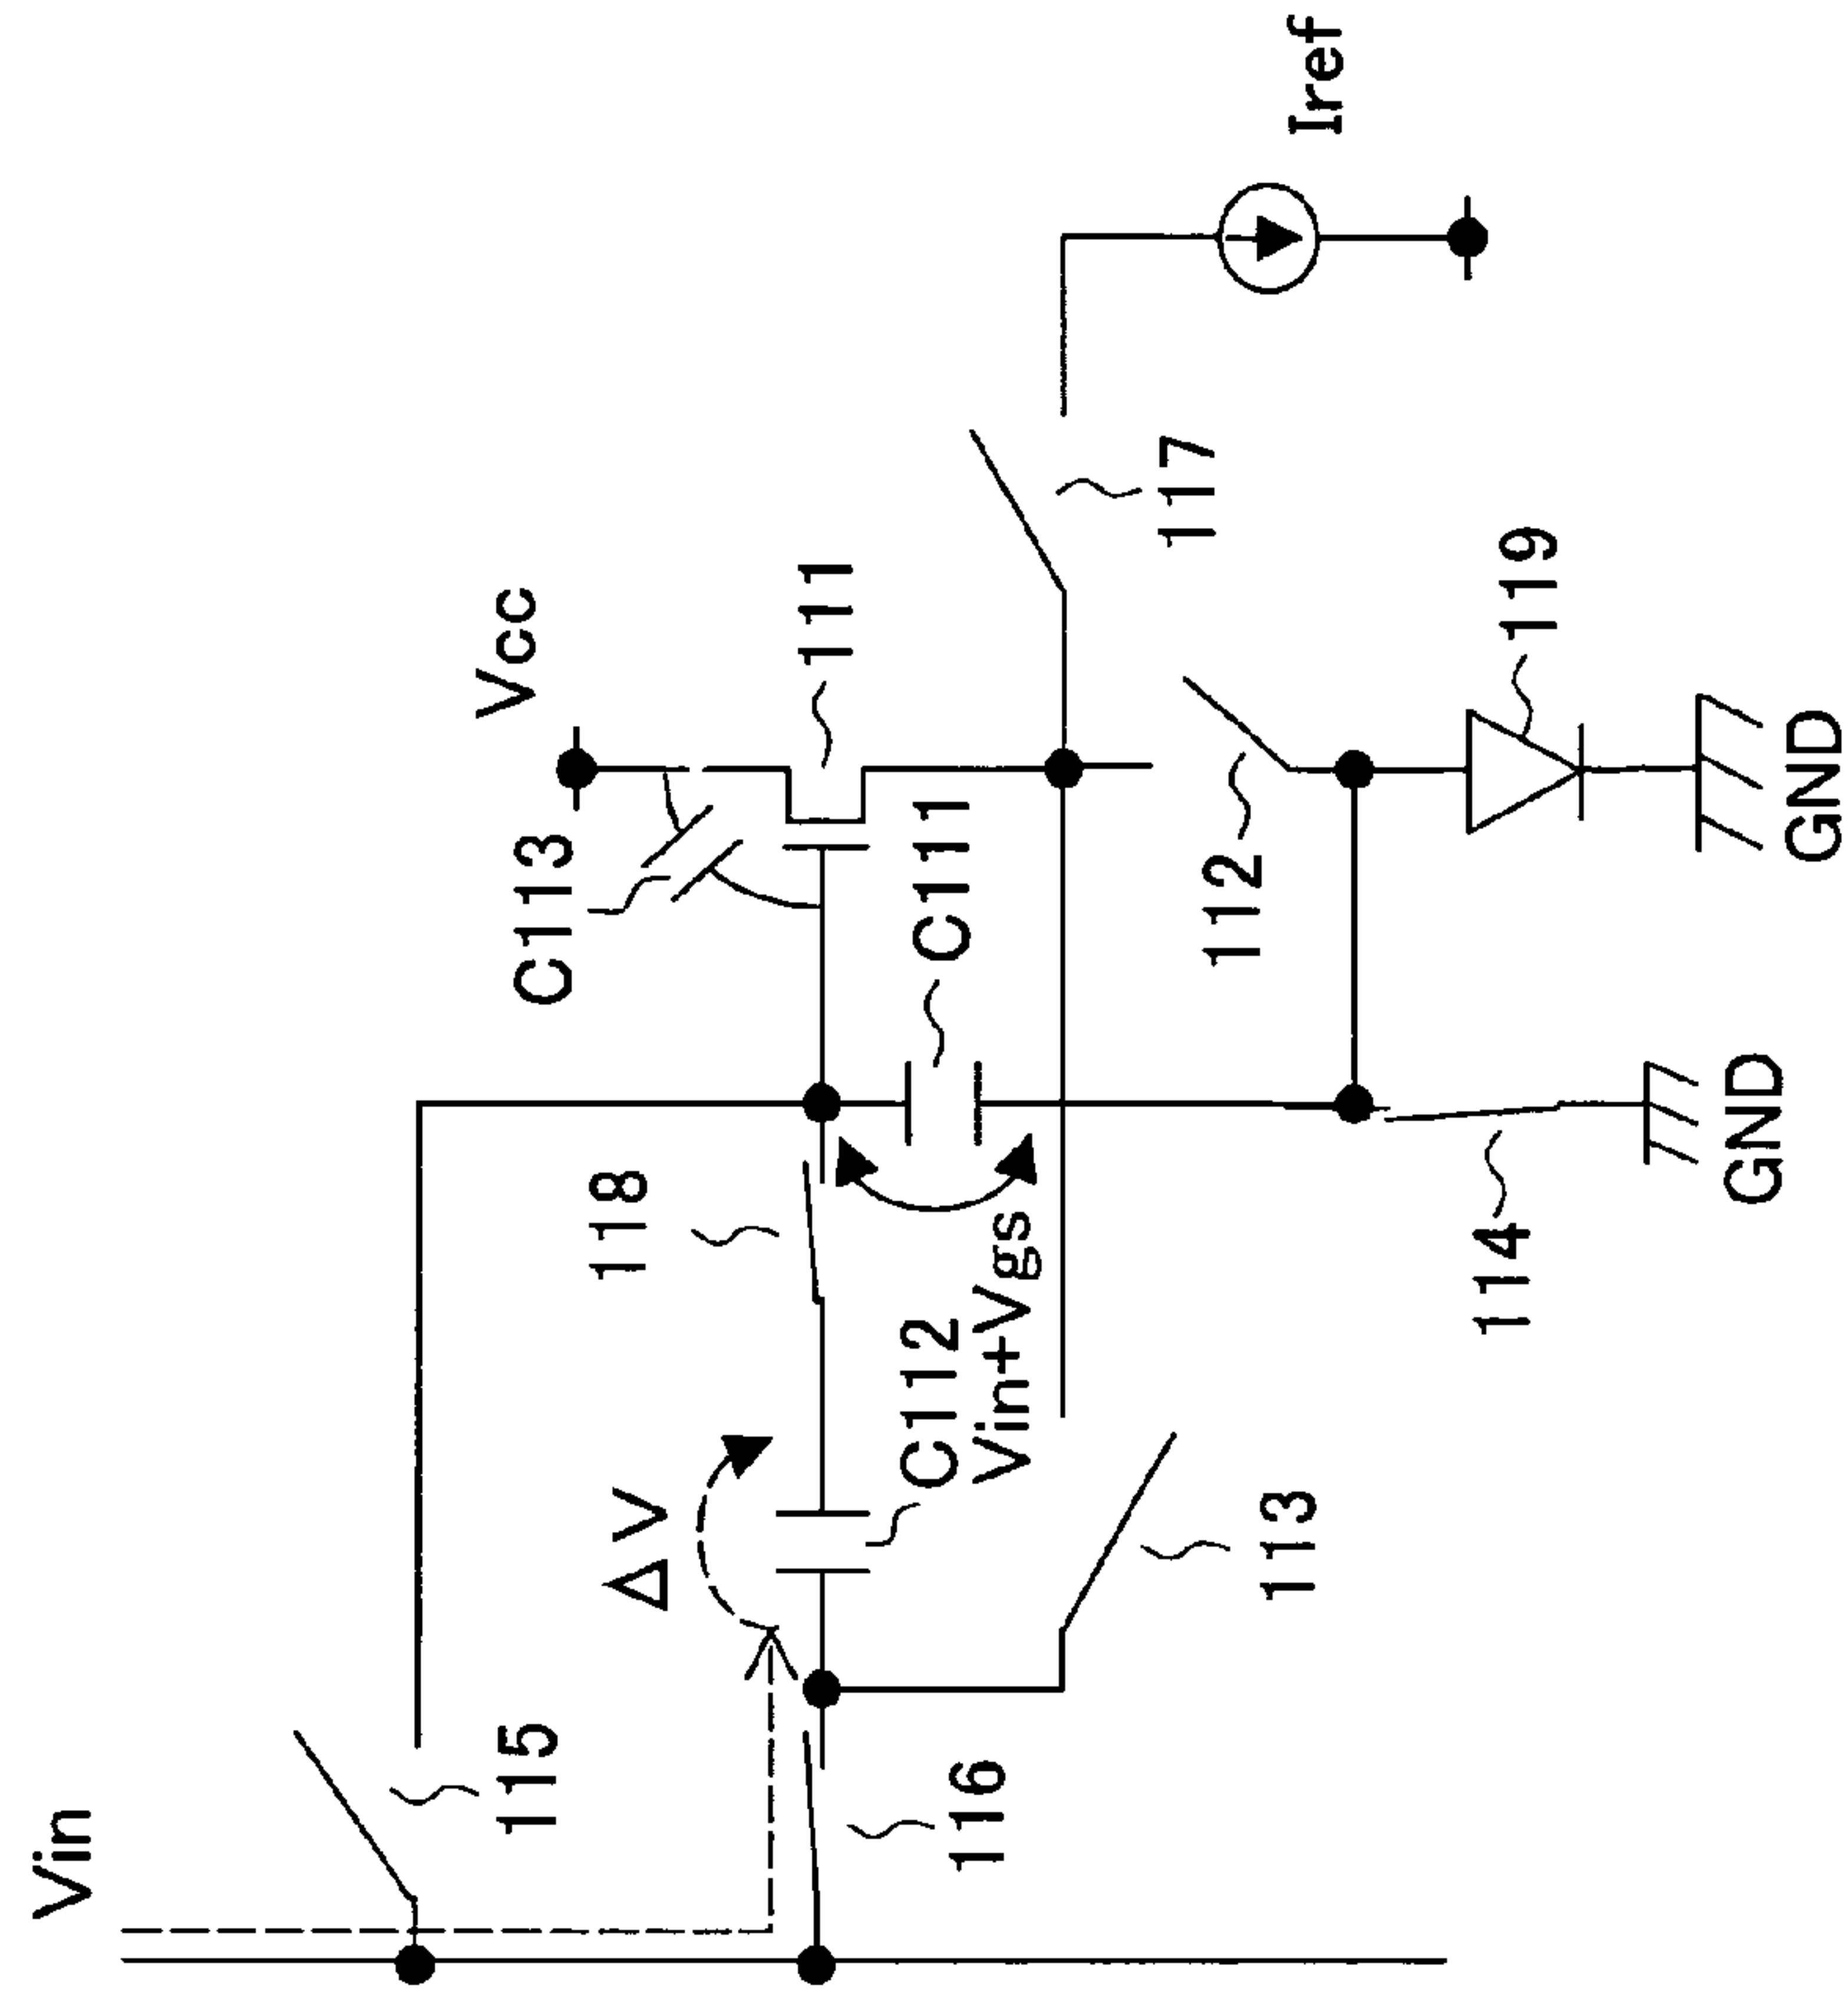 Vin
115
116
ΔV
118
C112
Vin+Vgs
113
C113
Vcc
111
C111
112
117
Iref
119
114
GND
GND